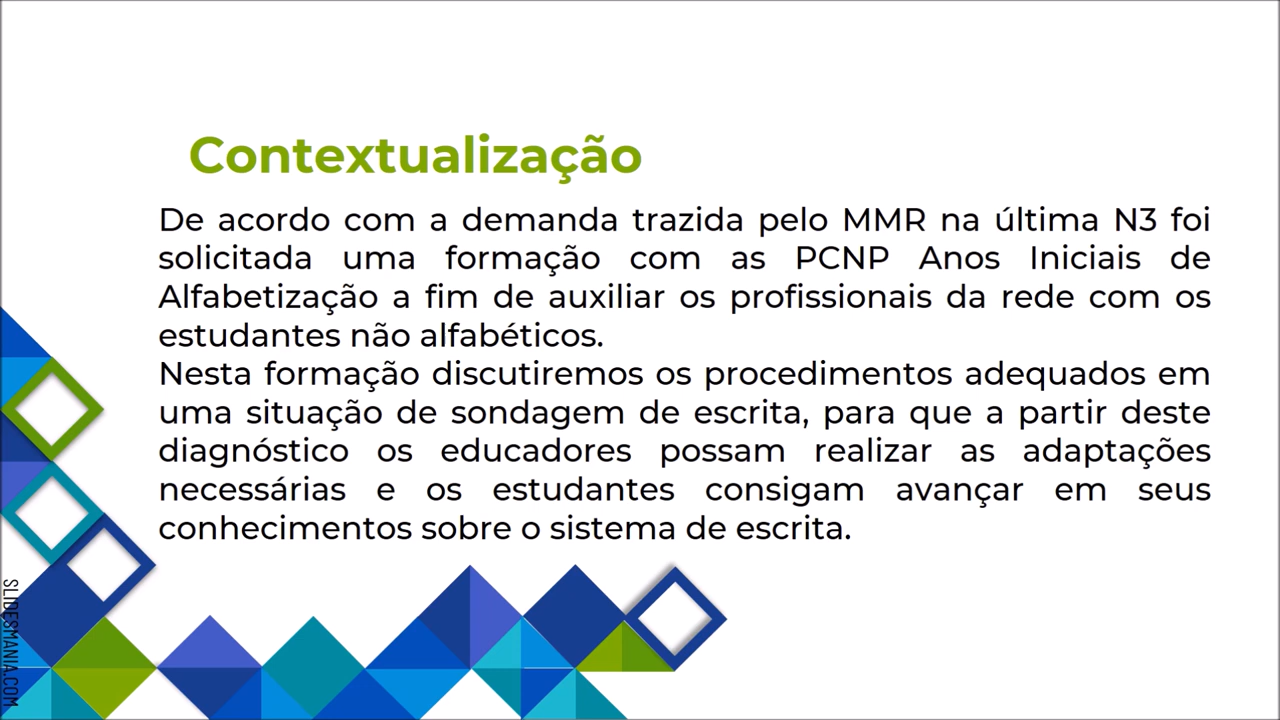 Contextualização
De acordo com a demanda trazida pelo MMR na última N3 foi
solicitada uma formação com as PCNP Anos Iniciais de
Alfabetização a fim de auxiliar os profissionais da rede com os
estudantes não alfabéticos.
Nesta formação discutiremos os procedimentos adequados em
uma situação de sondagem de escrita, para que a partir deste
diagnóstico os educadores possam realizar as adaptações
necessárias e os estudantes consigam avançar em seus
conhecimentos sobre o sistema de escrita.
SLIDESMANIA.COM